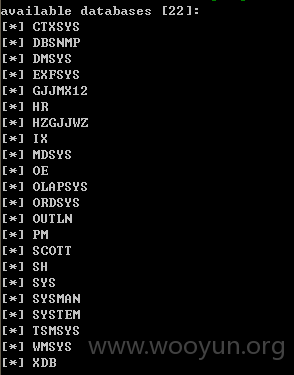 available databases [22]:
[*] CTXSYS
[*] DBSNMP
[*] DMSYS
[*] EXFSYS
[*] GJJMX12
[*] HR
[*] HZGJJWZ
[*] IX
[*] MDSYS
[*] OE
[*] OLAPSYS
[*] ORDSYS
[*] OUTLN
[*] PM
[*] SCOTT
[*] SH
[*] SYS
[*] SYSMAN
[*] SYSTEM
[*] TSMSYS
[*] WMSYS
[*] XDB
www.wooyun.org